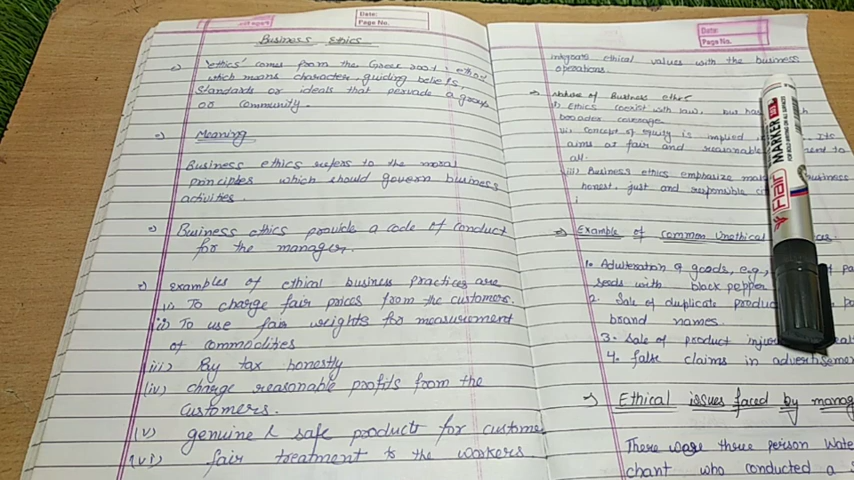 Date:
Page No.
Business Ethics
'ethics' comes from the Greek root : ethos
which means character, guiding beliefs,
standards or ideals that pervade a group
or community.
Meaning
Business ethics refers to the moral
principles which should govern business
activities.
Business ethics provide a code of conduct
for the manager.
examples of ethical business practices are
(i) To charge fair prices from the customers.
(ii) To use fair weights for measurement
of commodities
iii) Pay tax honestly
(iv) charge reasonable profits from the
customers.
(v) genuine & safe products for custome
(vi) fair treatment to the workers
Date:
Page No.
integrate ethical values with the business
operations.
Nature of Business ethics
i) Ethics coexist with law, but has
broader coverage
ii) concept of equity is implied Its
aims at fair and reasonable to
all.
iii) Business ethics emphasize business
honest, just and responsible
Example of common Unethical
1. Adulteration of goods, e.g.,
seeds with black pepper
2. Sale of duplicate
brand names.
3. Sale of product
4. false claims in
Ethical issues faced by manag
There were three person Wate
chant who conducted a
Flair
MARKER